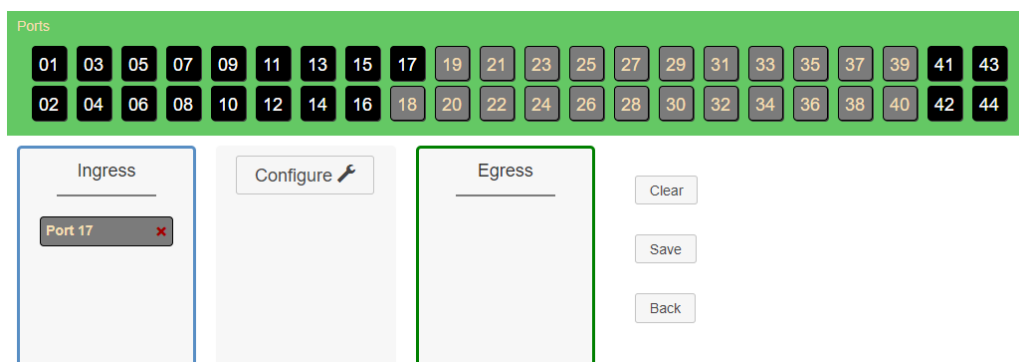 Ports
01 03 05 07 09 11 13 15 17 19 21 23 25 27 29 31 33 35 37 39 41 43
02 04 06 08 10 12 14 16 18 20 22 24 26 28 30 32 34 36 38 40 42 44
Ingress
Port 17
Configure
Egress
Clear
Save
Back